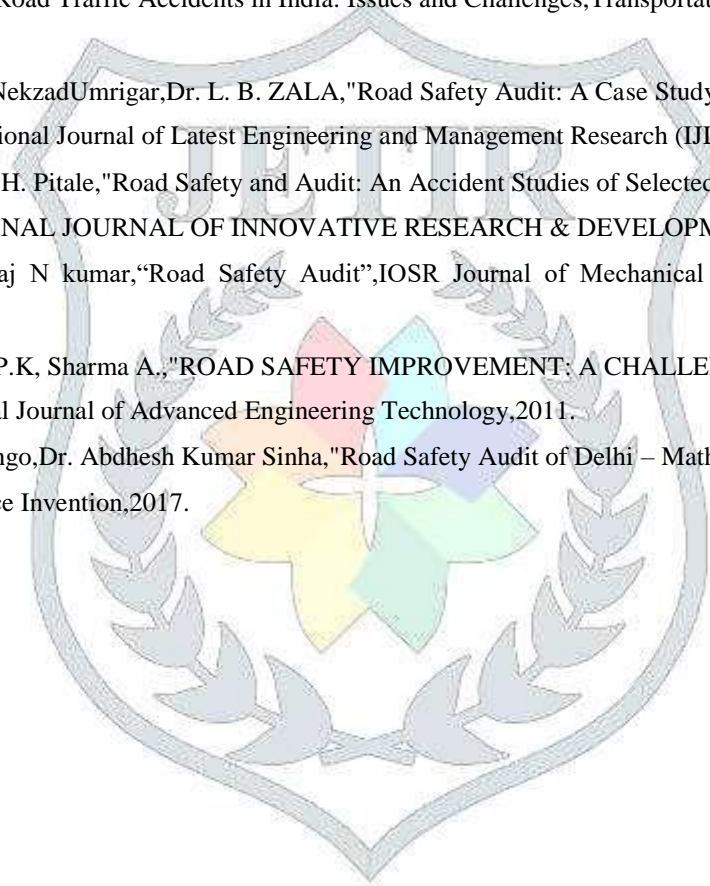 Road Traffic Accidents in India: Issues and Challenges, Transportat
NekzadUmrigar,Dr. L. B. ZALA,"Road Safety Audit: A Case Study
ional Journal of Latest Engineering and Management Research (IJL
H. Pitale,"Road Safety and Audit: An Accident Studies of Selected
NAL JOURNAL OF INNOVATIVE RESEARCH & DEVELOPM
aj N kumar,“Road Safety Audit”,IOSR Journal of Mechanical
P.K, Sharma A.,"ROAD SAFETY IMPROVEMENT: A CHALLE
al Journal of Advanced Engineering Technology,2011.
ngo,Dr. Abdhesh Kumar Sinha,"Road Safety Audit of Delhi – Math
ce Invention,2017.
JETIR